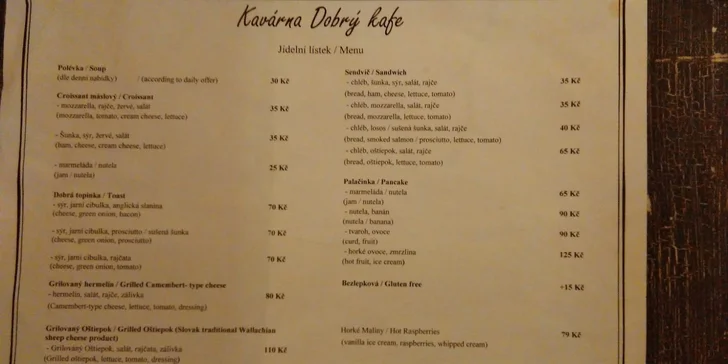 Kavárna Dobrý kafe
Jídelní lístek / Menu
Polévka / Soup
(dle denní nabídky) / (according to daily offer) 30 Kč
Croissant máslový / Croissant
- mozzarella, rajče, žervé, salát 35 Kč
(mozzarella, tomato, cream cheese, lettuce)
- Šunka, sýr, žervé, salát 35 Kč
(ham, cheese, cream cheese, lettuce)
- marmeláda / nutela 25 Kč
(jam / nutela)
Dobrá topinka / Toast
- sýr, jarní cibulka, anglická slanina 70 Kč
(cheese, green onion, bacon)
- sýr, jarní cibulka, prosciutto / sušená šunka 70 Kč
(cheese, green onion, prosciutto)
- sýr, jarní cibulka, rajčata 70 Kč
(cheese, green onion, tomato)
Grilovaný hermelín / Grilled Camembert- type cheese
- hermelín, salát, rajče, zálivka 80 Kč
(Camembert-type cheese, lettuce, tomato, dressing)
Grilovaný Oštiepok / Grilled Oštiepok (Slovak traditional Wallachian
sheep cheese product)
- Grilovaný Oštiepok, salát, rajčata, zálivka 110 Kč
(Grilled oštiepok, lettuce, tomato, dressing)
Sendvič / Sandwich
- chléb, šunka, sýr, salát, rajče 35 Kč
(bread, ham, cheese, lettuce, tomato)
- chléb, mozzarella, salát, rajče 35 Kč
(bread, mozzarella, lettuce, tomato)
- chléb, losos / sušená šunka, salát, rajče 40 Kč
(bread, smoked salmon / prosciutto, lettuce, tomato)
- chléb, oštiepok, salát, rajče 65 Kč
(bread, oštiepok, lettuce, tomato)
Palačinka / Pancake
- marmeláda / nutela 65 Kč
(jam / nutela)
- nutela, banán 90 Kč
(nutela / banana)
- tvaroh, ovoce 90 Kč
(curd, fruit)
- horké ovoce, zmrzlina 125 Kč
(hot fruit, ice cream)
Bezlepková / Gluten free +15 Kč
Horké Maliny / Hot Raspberries 79 Kč
(vanilla ice cream, raspberries, whipped cream)